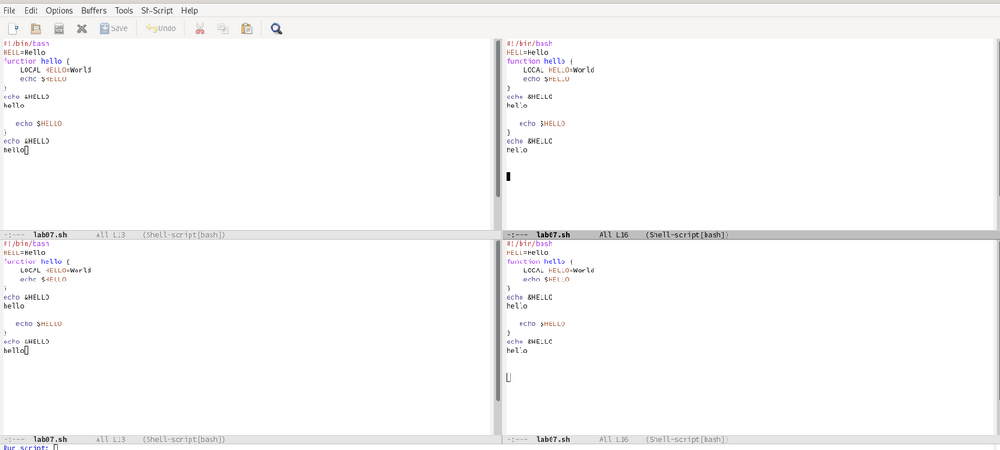 File Edit Options Buffers Tools Sh-Script Help
Save Undo
#!/bin/bash
HELL=Hello
function hello {
    LOCAL HELLO=World
    echo $HELLO
}
echo &HELLO
hello

   echo $HELLO
}
echo &HELLO
hello
-:--- lab07.sh All L13 (Shell-script[bash])
#!/bin/bash
HELL=Hello
function hello {
    LOCAL HELLO=World
    echo $HELLO
}
echo &HELLO
hello

   echo $HELLO
}
echo &HELLO
hello
-:--- lab07.sh All L16 (Shell-script[bash])
#!/bin/bash
HELL=Hello
function hello {
    LOCAL HELLO=World
    echo $HELLO
}
echo &HELLO
hello

   echo $HELLO
}
echo &HELLO
hello
-:--- lab07.sh All L13 (Shell-script[bash])
#!/bin/bash
HELL=Hello
function hello {
    LOCAL HELLO=World
    echo $HELLO
}
echo &HELLO
hello

   echo $HELLO
}
echo &HELLO
hello
-:--- lab07.sh All L16 (Shell-script[bash])
Run script: